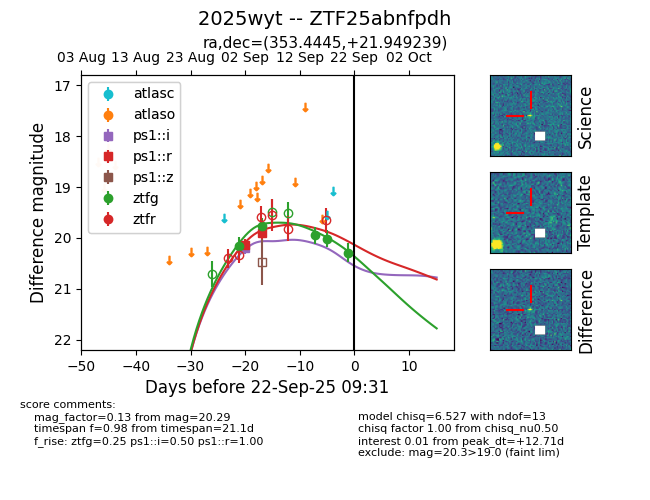 2025wyt -- ZTF25abnfpdh
ra,dec=(353.4445,+21.949239)
03 Aug 13 Aug 23 Aug 02 Sep 12 Sep 22 Sep 02 Oct
17
18
19
20
21
22
Difference magnitude
atlasc
atlaso
ps1::i
ps1::r
ps1::z
ztfg
ztfr
−50 −40 −30 −20 −10 0 10
Days before 22-Sep-25 09:31
Science
Template
Difference
score comments:
mag_factor=0.13 from mag=20.29
timespan f=0.98 from timespan=21.1d
f_rise: ztfg=0.25 ps1::i=0.50 ps1::r=1.00
model chisq=6.527 with ndof=13
chisq factor 1.00 from chisq_nu0.50
interest 0.01 from peak_dt=+12.71d
exclude: mag=20.3>19.0 (faint lim)